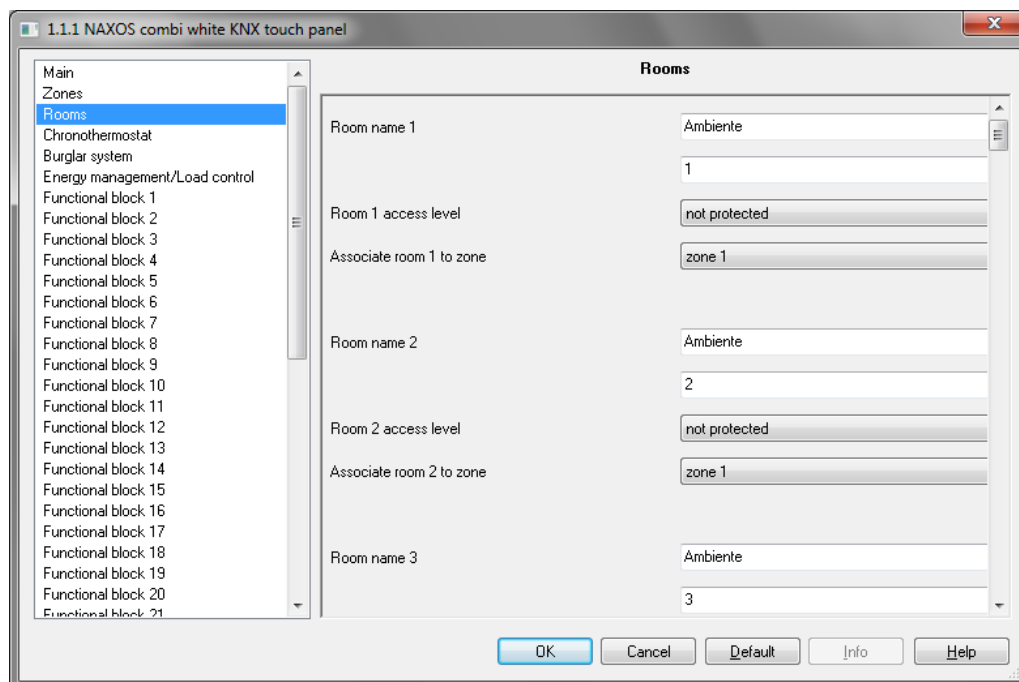 1.1.1 NAXOS combi white KNX touch panel
Main
Zones
Rooms
Chronothermostat
Burglar system
Energy management/Load control
Functional block 1
Functional block 2
Functional block 3
Functional block 4
Functional block 5
Functional block 6
Functional block 7
Functional block 8
Functional block 9
Functional block 10
Functional block 11
Functional block 12
Functional block 13
Functional block 14
Functional block 15
Functional block 16
Functional block 17
Functional block 18
Functional block 19
Functional block 20
Functional block 21
Rooms
Room name 1 Ambiente
1
Room 1 access level not protected
Associate room 1 to zone zone 1
Room name 2 Ambiente
2
Room 2 access level not protected
Associate room 2 to zone zone 1
Room name 3 Ambiente
3
OK Cancel Default Info Help